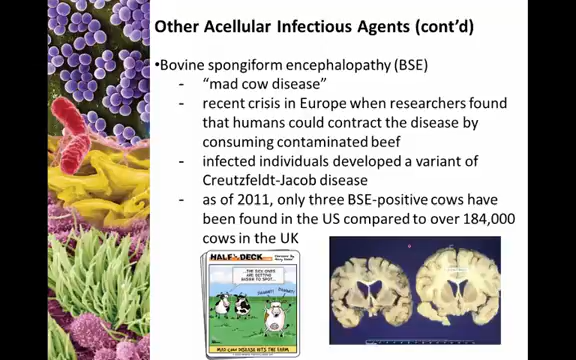 Other Acellular Infectious Agents (cont'd)
•Bovine spongiform encephalopathy (BSE)
- "mad cow disease"
- recent crisis in Europe when researchers found
that humans could contract the disease by
consuming contaminated beef
- infected individuals developed a variant of
Creutzfeldt-Jacob disease
- as of 2011, only three BSE-positive cows have
been found in the US compared to over 184,000
cows in the UK
HALF DECK
...THE SICK ONES
ARE GETTING
EASIER TO SPOT...
MAD COW DISEASE HITS THE FARM